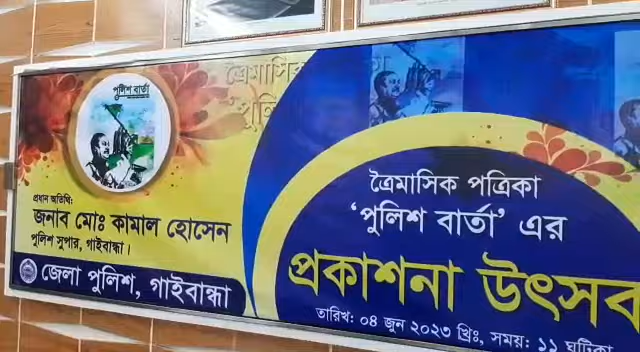 পুলিশ বার্তা
ত্রৈমাসিক
প্রধান অতিথি:
জনাব মোঃ কামাল হোসেন
পুলিশ সুপার, গাইবান্ধা।
জেলা পুলিশ, গাইবান্ধা
ত্রৈমাসিক পত্রিকা
‘পুলিশ বার্তা’ এর
প্রকাশনা উৎসব
তারিখ: ০৪ জুন ২০২৩ খ্রিঃ, সময়: ১১ ঘটিকা